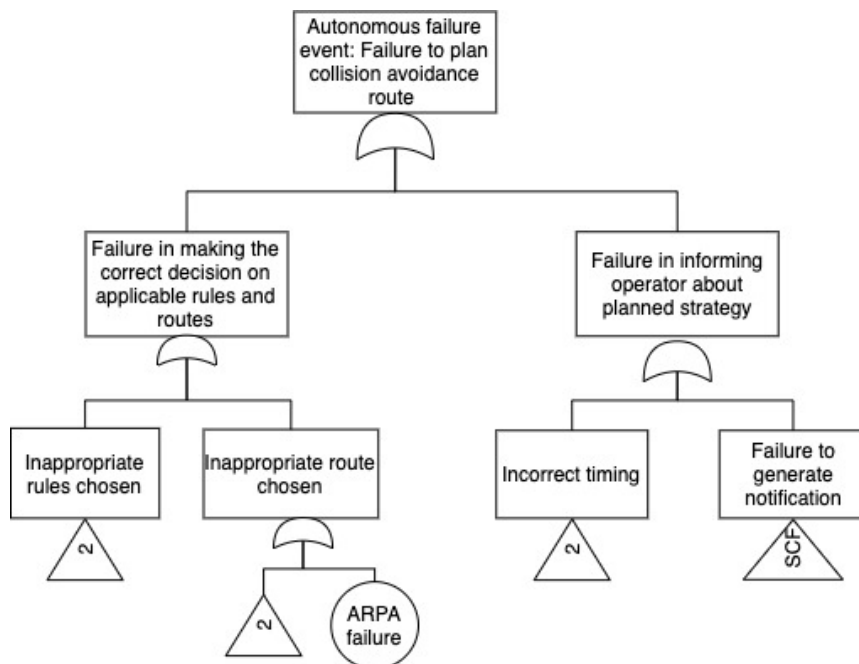 Autonomous failure
event: Failure to plan
collision avoidance
route
Failure in making the
correct decision on
applicable rules and
routes
Failure in informing
operator about
planned strategy
Inappropriate
rules chosen
Inappropriate route
chosen
Incorrect timing
Failure to
generate
notification
2
2
SCF
2
ARPA
failure